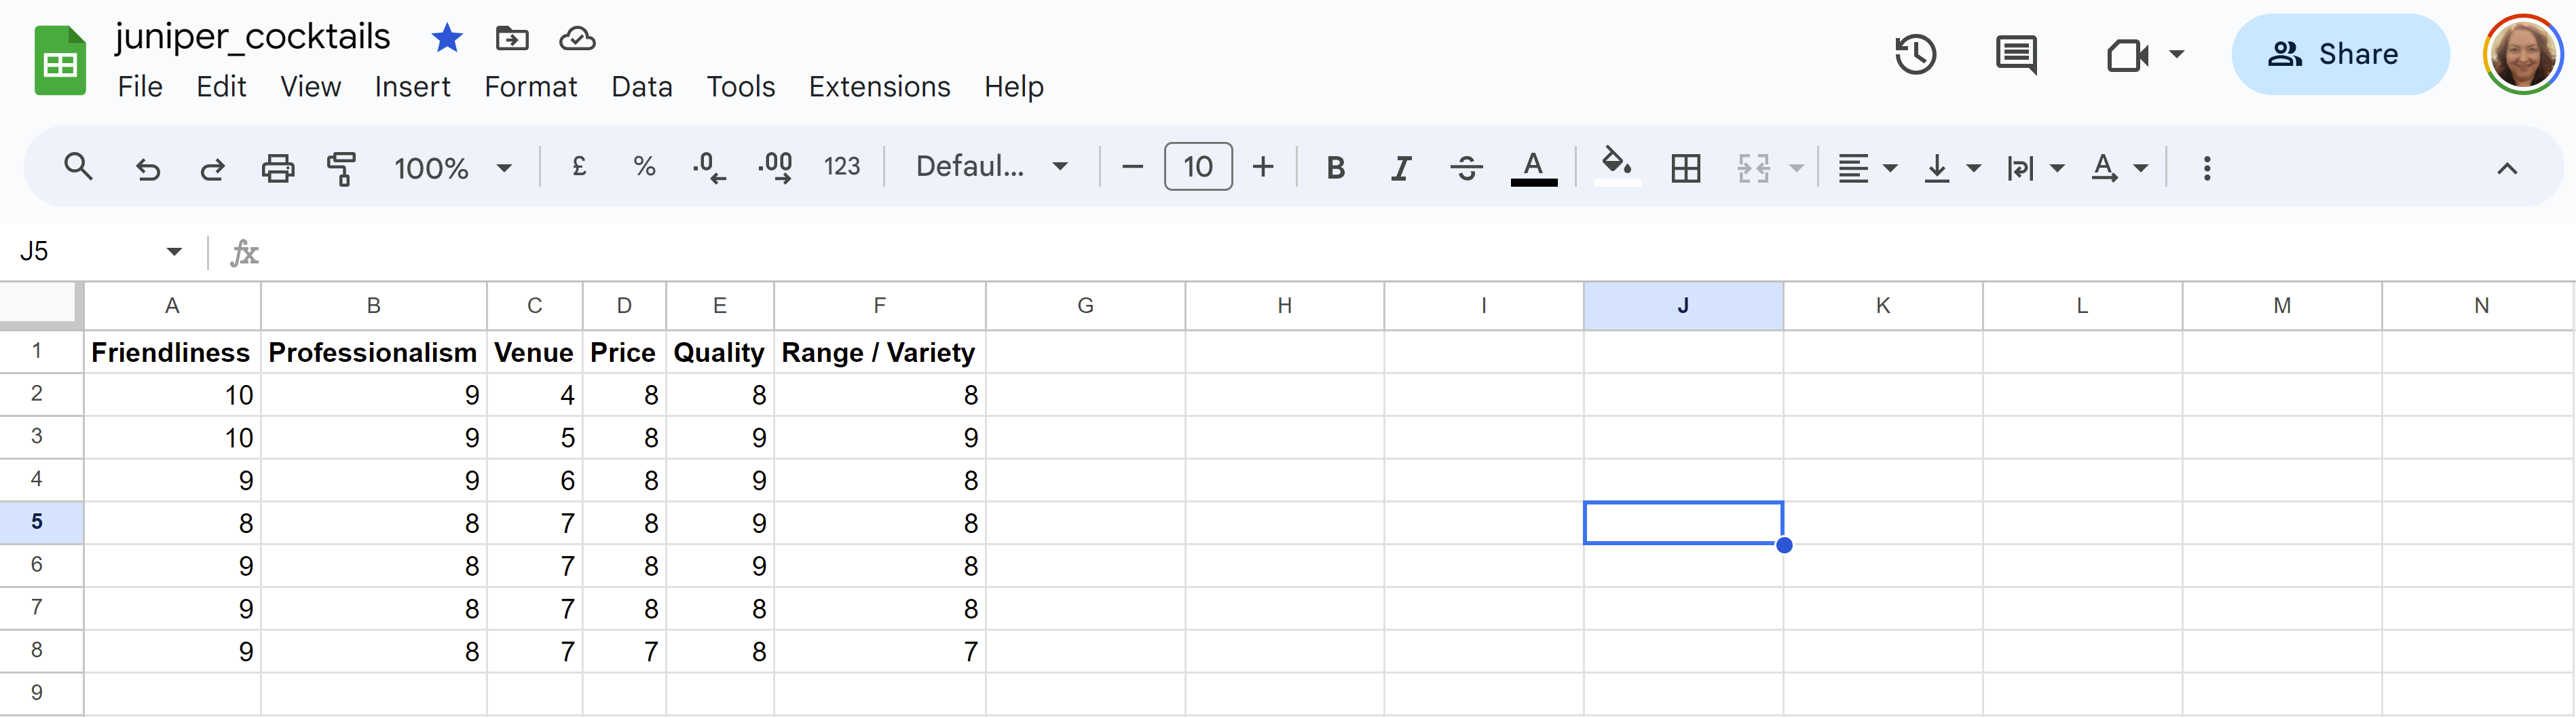 juniper_cocktails
File Edit View Insert Format Data Tools Extensions Help
Share
100% £ % .0 .00 123 Defaul... 10 B I S A A
J5 fx
A B C D E F G H I J K L M N
1 Friendliness Professionalism Venue Price Quality Range / Variety
2 10 9 4 8 8 8
3 10 9 5 8 9 9
4 9 9 6 8 9 8
5 8 8 7 8 9 8
6 9 8 7 8 9 8
7 9 8 7 8 8 8
8 9 8 7 7 8 7
9